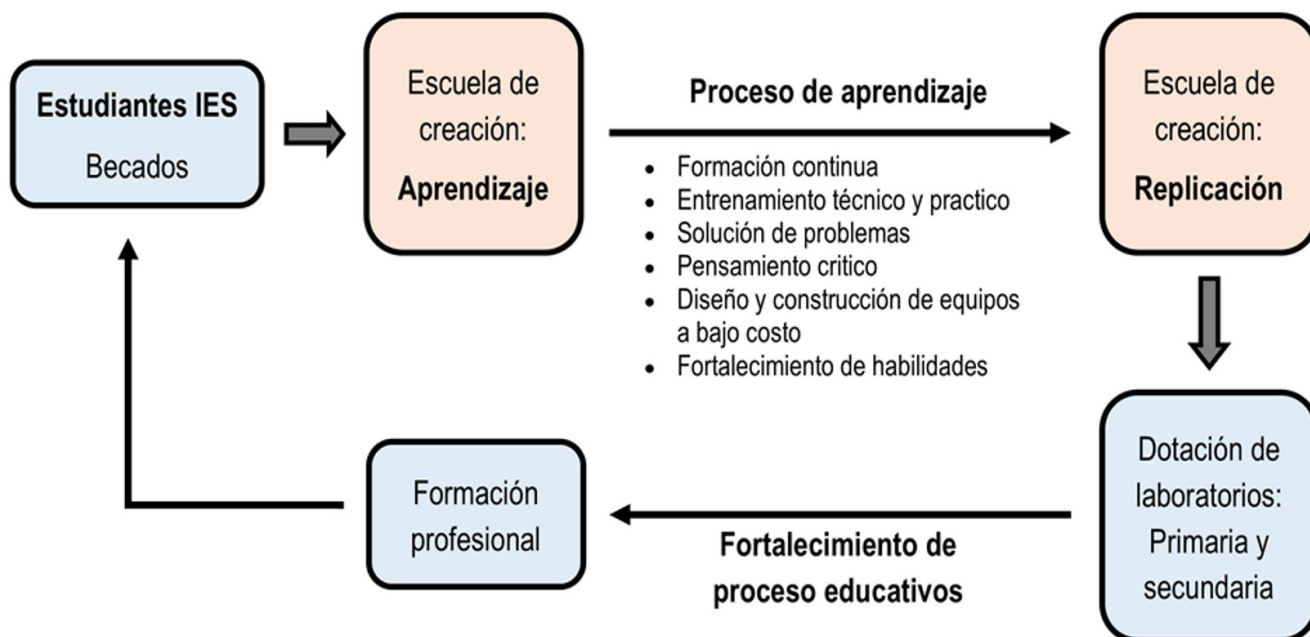 Estudiantes IES
Becados
Escuela de
creación:
Aprendizaje
Proceso de aprendizaje
• Formación continua
• Entrenamiento técnico y practico
• Solución de problemas
• Pensamiento critico
• Diseño y construcción de equipos
a bajo costo
• Fortalecimiento de habilidades
Escuela de
creación:
Replicación
Dotación de
laboratorios:
Primaria y
secundaria
Fortalecimiento de
proceso educativos
Formación
profesional